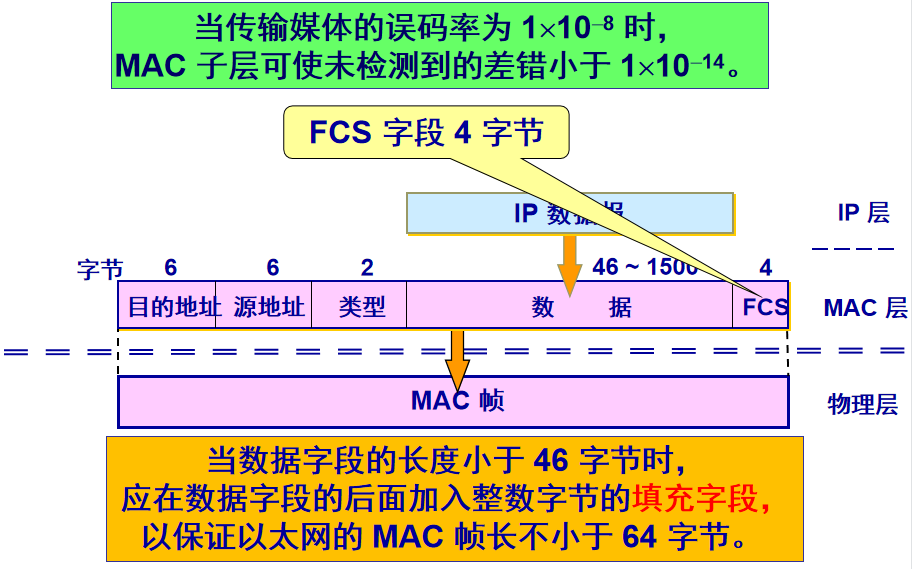 当传输媒体的误码率为 1×10⁻⁸ 时，
MAC 子层可使未检测到的差错小于 1×10⁻¹⁴。
FCS 字段 4 字节
IP 数据报
IP 层
字节 6 6 2 46 ~ 1500 4
目的地址 源地址 类型 数 据 FCS
MAC 层
MAC 帧
物理层
当数据字段的长度小于 46 字节时，
应在数据字段的后面加入整数字节的填充字段，
以保证以太网的 MAC 帧长不小于 64 字节。